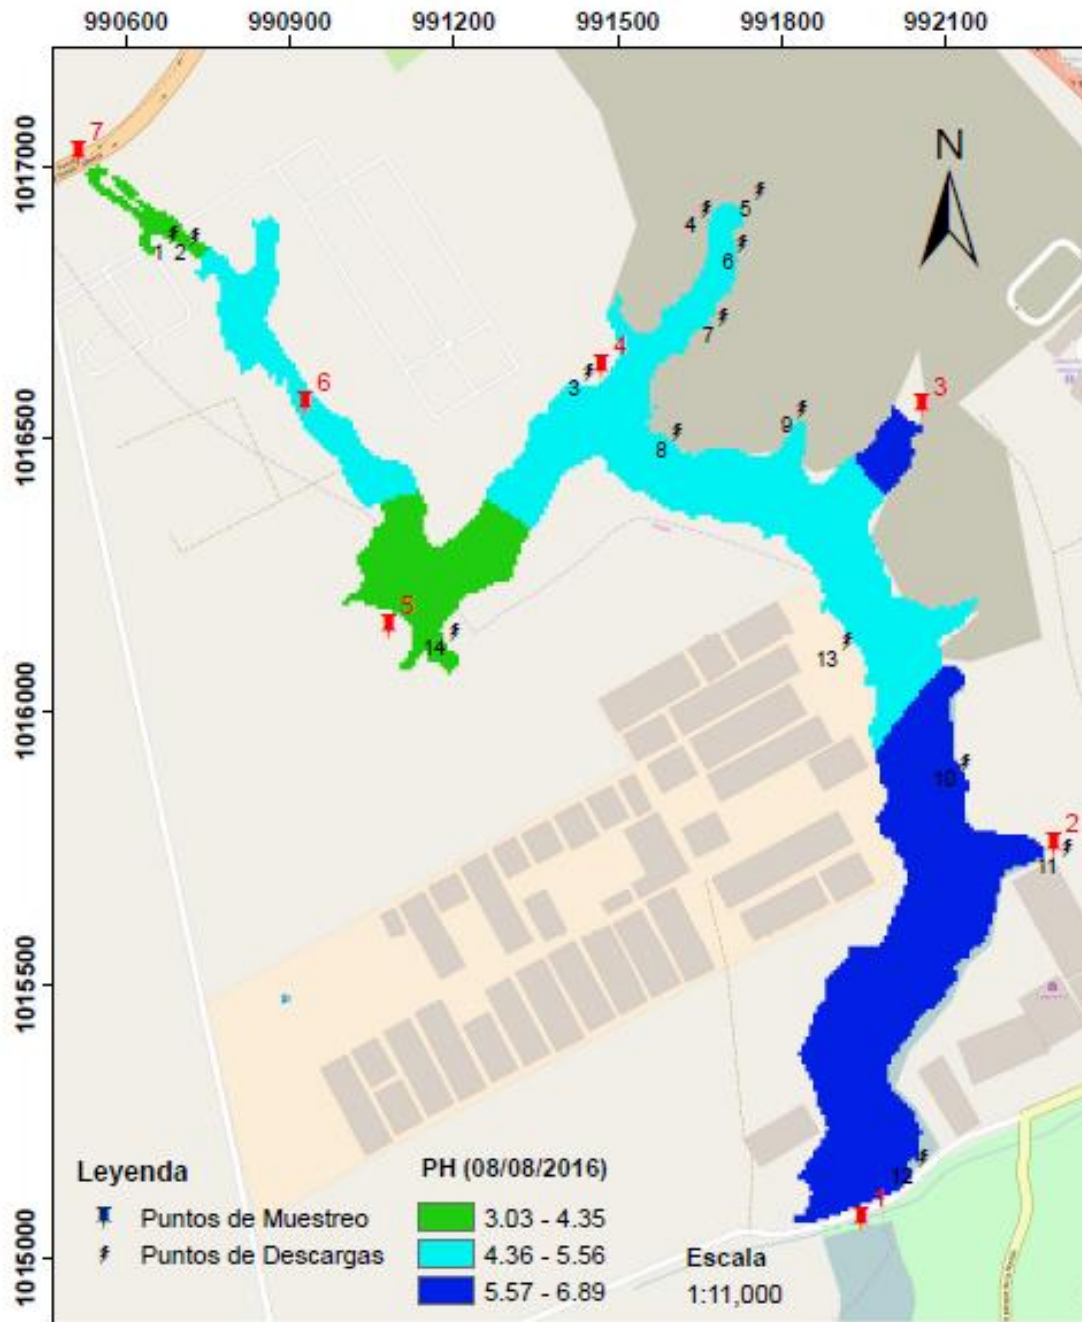 990600 990900 991200 991500 991800 992100
1017000
1016500
1016000
1015500
1015000
N
7
1 2
6
5
14
4
3
4
5
6
7
8
9
3
13
10
2
11
12
1
Leyenda
Puntos de Muestreo
Puntos de Descargas
PH (08/08/2016)
3.03 - 4.35
4.36 - 5.56
5.57 - 6.89
Escala
1:11,000